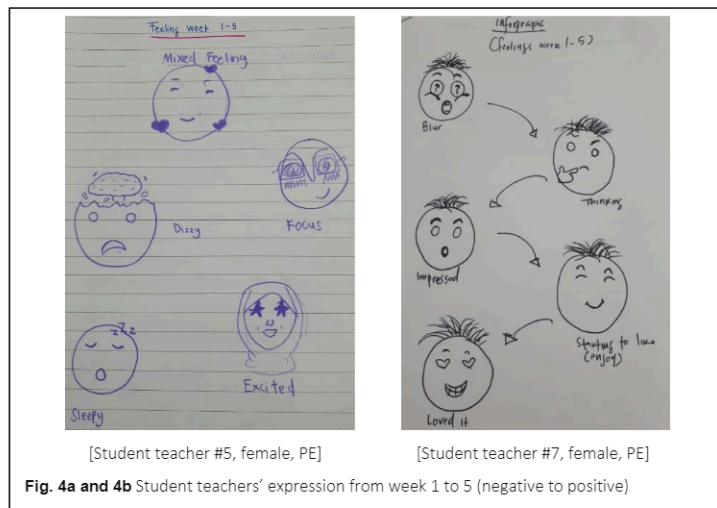 Feeling week 1-5
Mixed Feeling
Dizzy
FOCUS
Sleepy
zzz
Excited
Infograpic
(feelings week 1-5)
Blur
Thinking
Impressed
Starting to
(enjoy)
Loved it
[Student teacher #5, female, PE]
[Student teacher #7, female, PE]
Fig. 4a and 4b Student teachers' expression from week 1 to 5 (negative to positive)